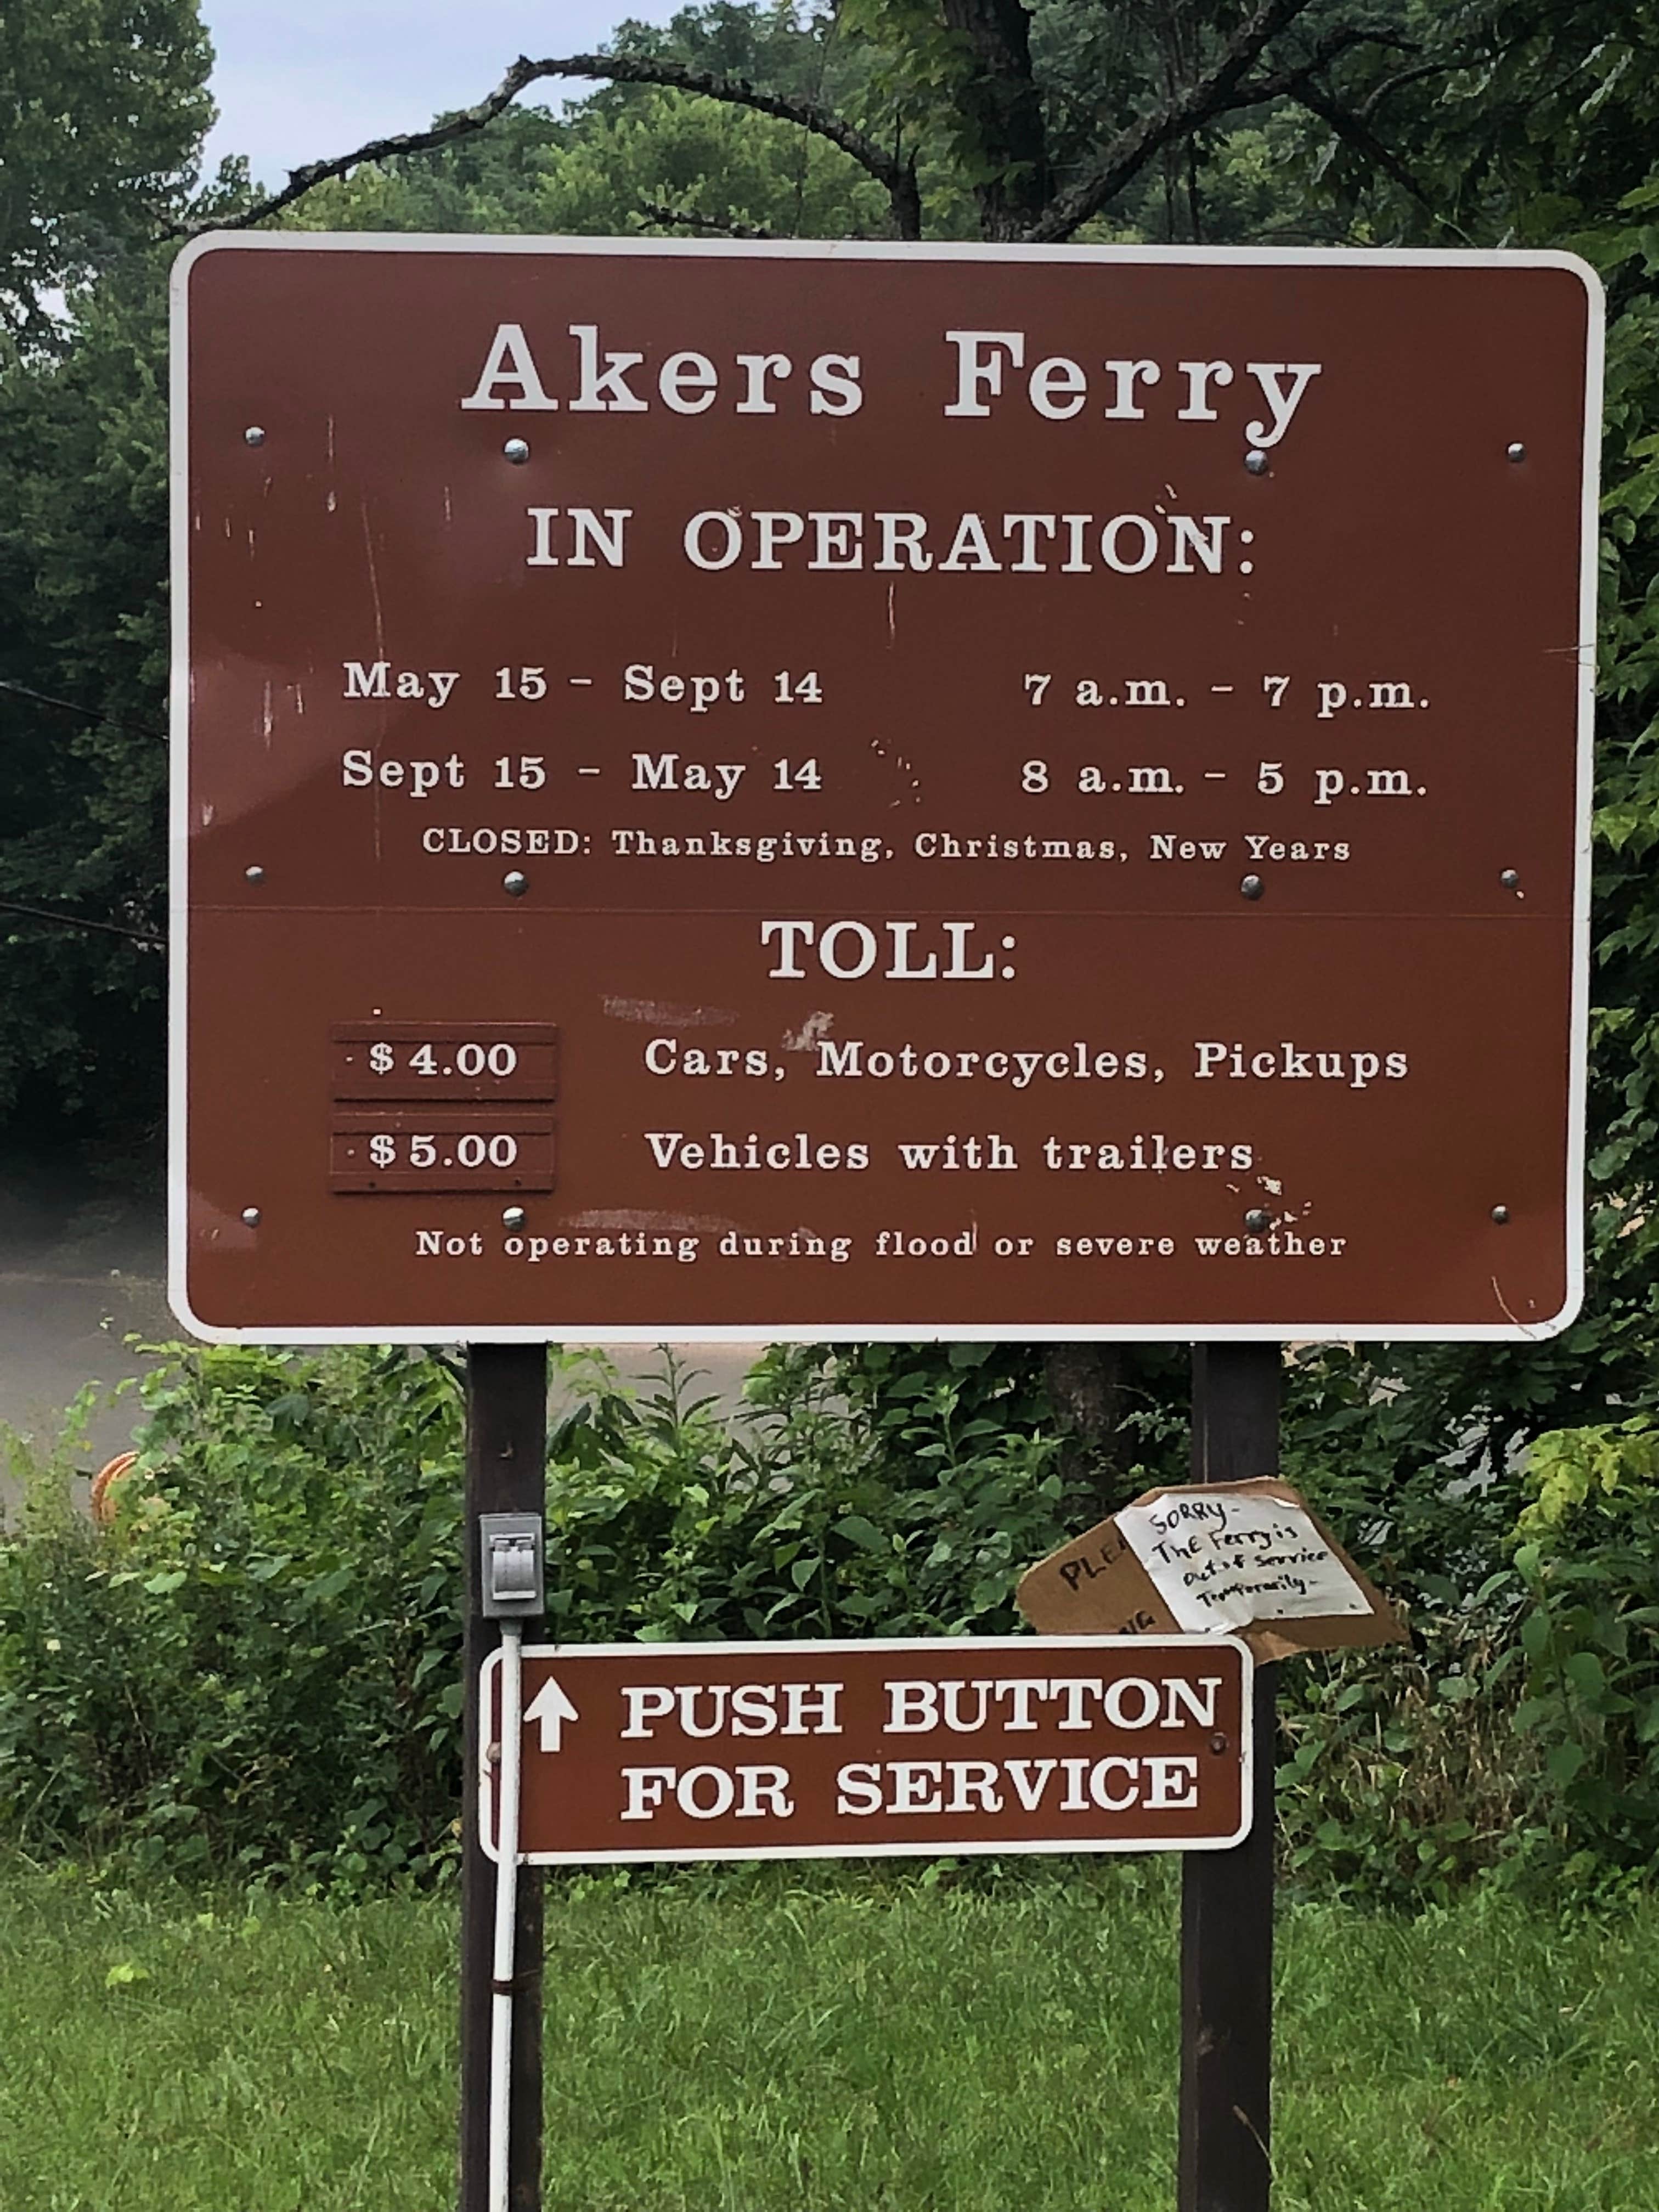 Akers Ferry
IN OPERATION:
May 15 - Sept 14 7 a.m. - 7 p.m.
Sept 15 - May 14 8 a.m. - 5 p.m.
CLOSED: Thanksgiving, Christmas, New Years
TOLL:
$4.00 Cars, Motorcycles, Pickups
$5.00 Vehicles with trailers
Not operating during flood or severe weather
SORRY-
THE Ferry is
out of Service
Temporarily-
PUSH BUTTON
FOR SERVICE